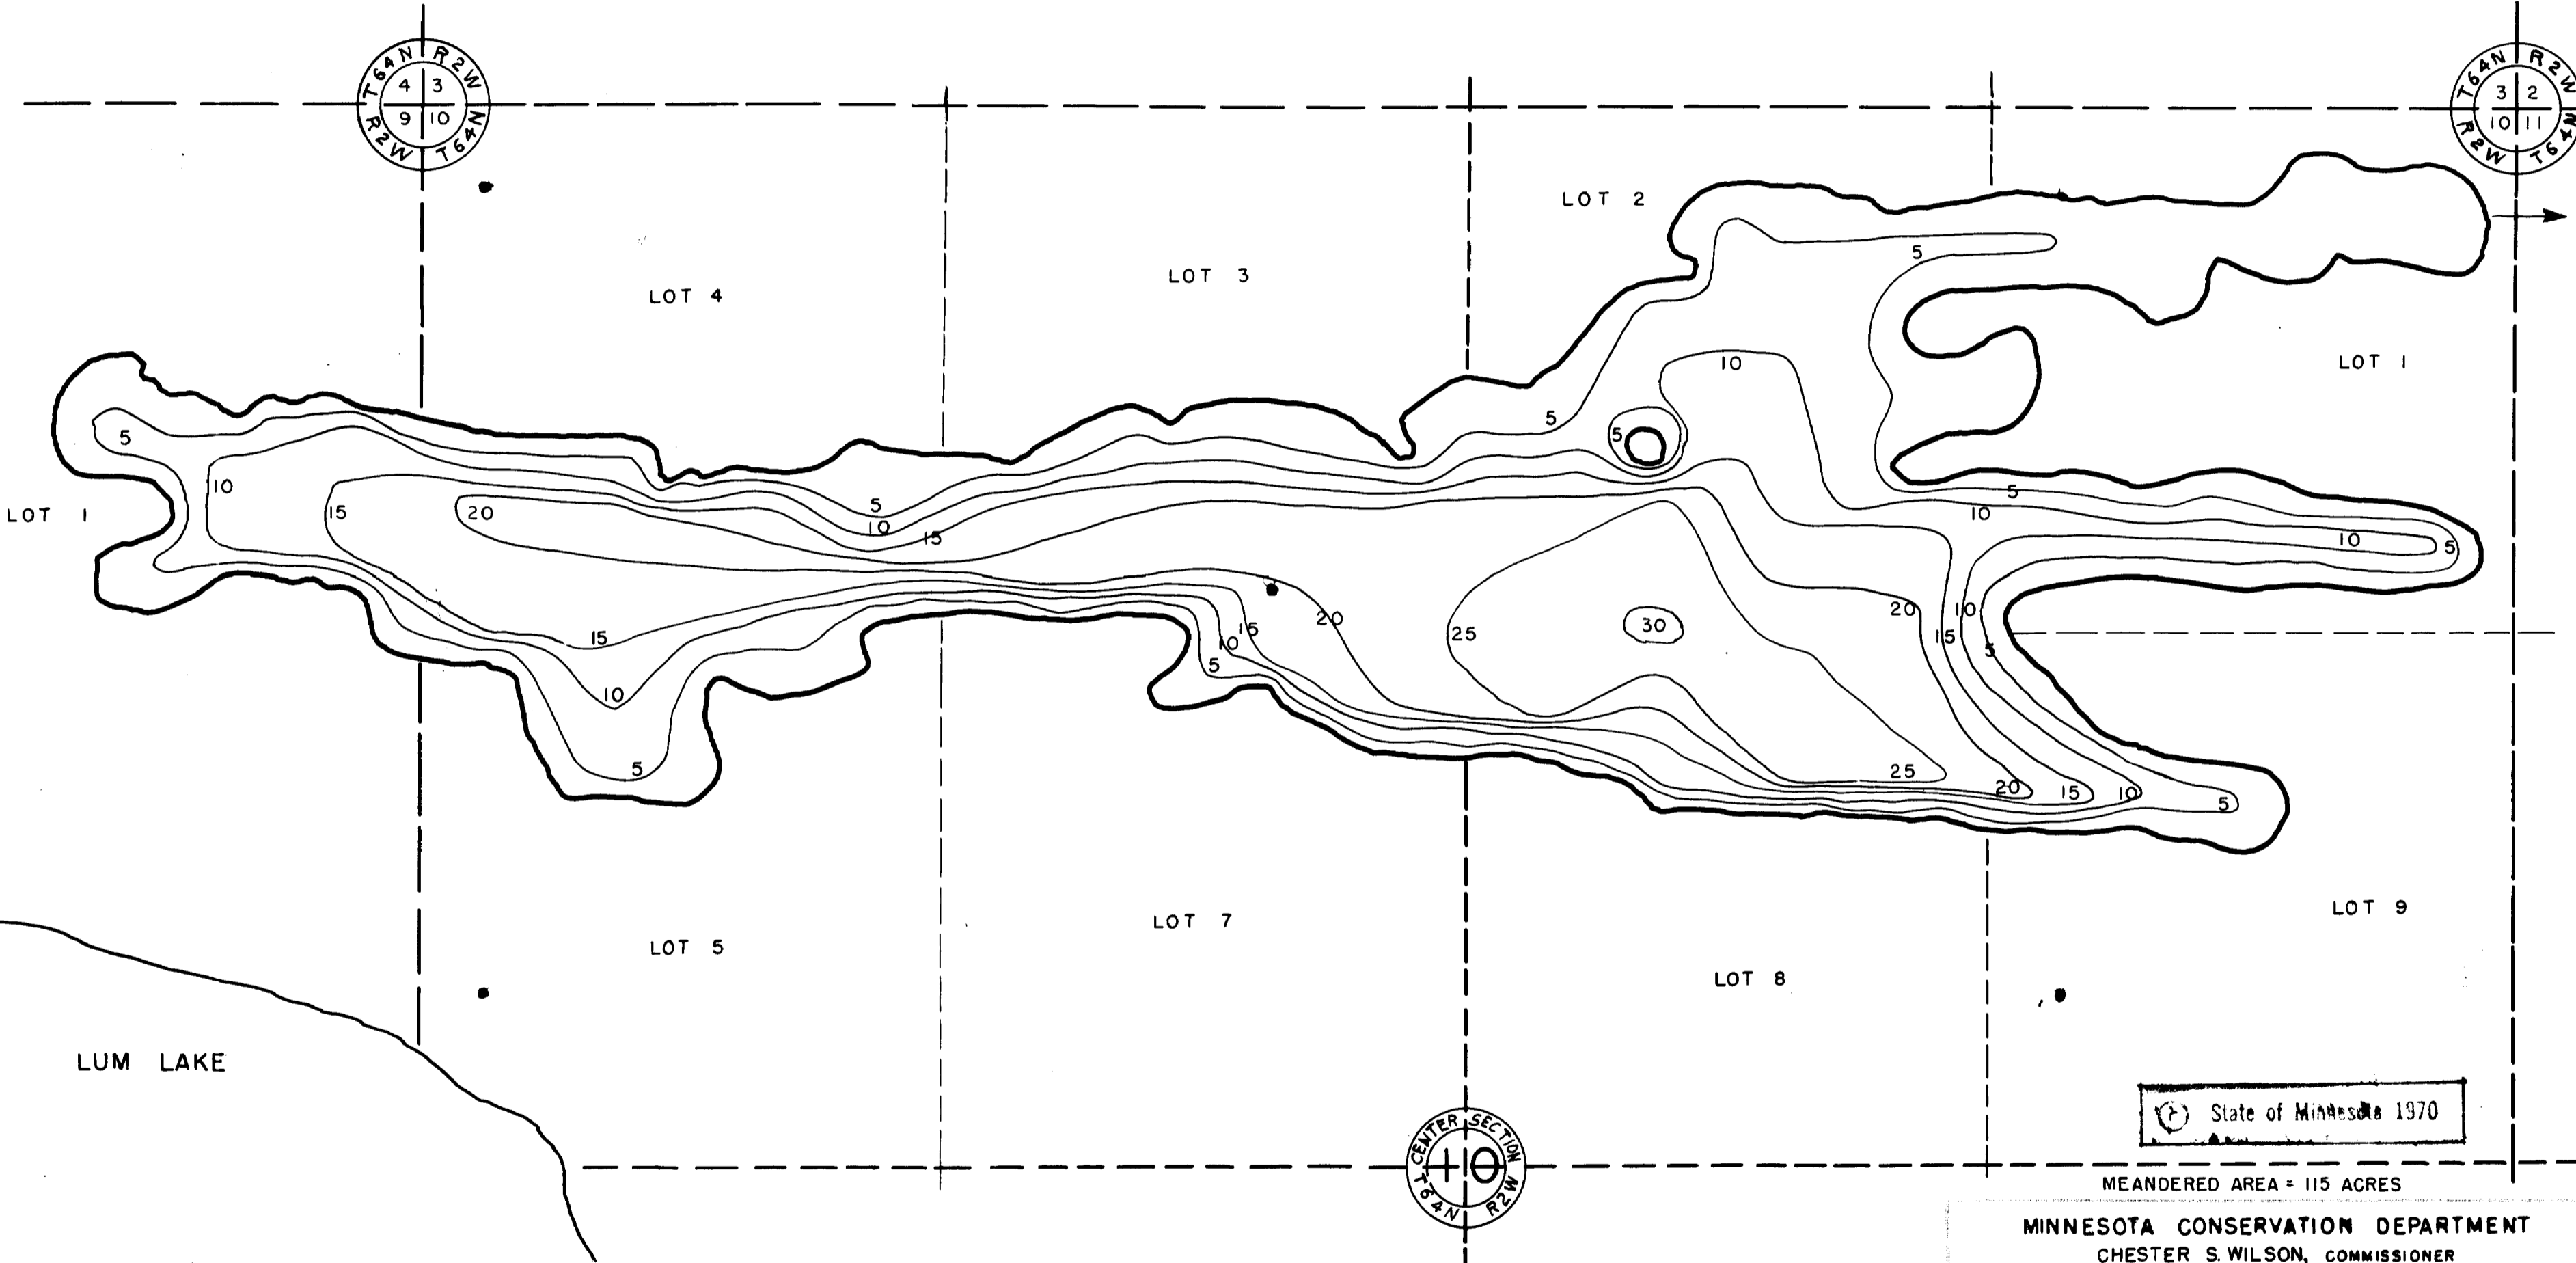 T64N R2W
4 3
9 10
R2W T64N
T64N R2W
3 2
10 11
R2W T64N
LOT 2
LOT 3
LOT 4
LOT 1
LOT 1
5
10
5
5
5
10
15
20
5
10
15
5
10
10
5
15
10
5
20
15
10
5
25
30
20
10
15
5
25
20
15
10
5
LOT 5
LOT 7
LOT 8
LOT 9
LUM LAKE
CENTER SECTION
10
T64N R2W
© State of Minnesota 1970
MEANDERED AREA = 115 ACRES
MINNESOTA CONSERVATION DEPARTMENT
CHESTER S. WILSON, COMMISSIONER